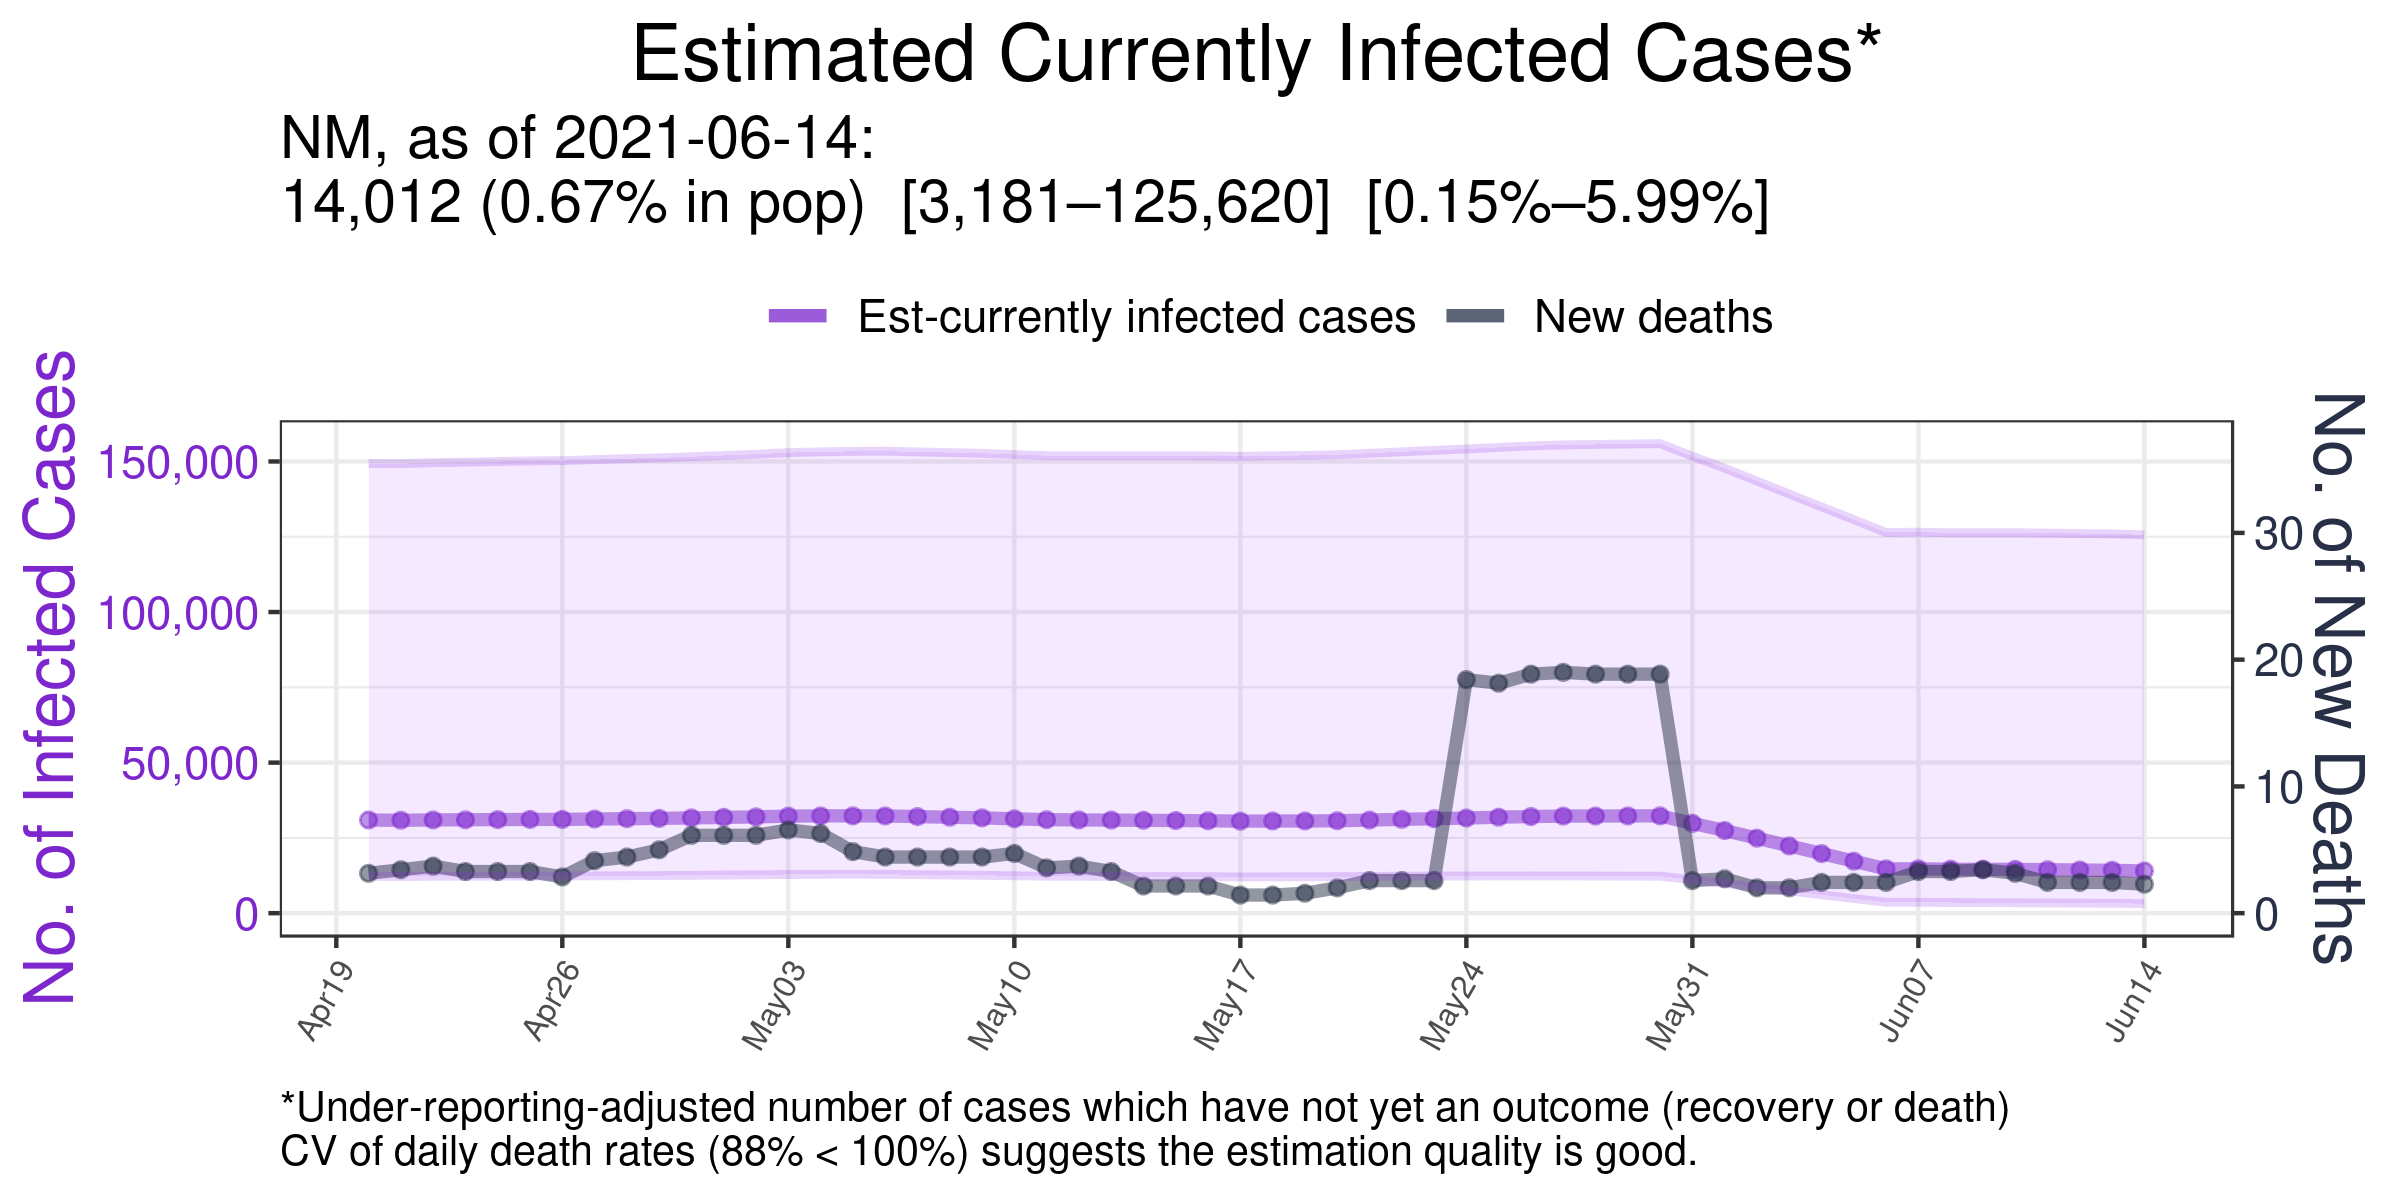 Estimated Currently Infected Cases*
NM, as of 2021-06-14:
14,012 (0.67% in pop)  [3,181–125,620]  [0.15%–5.99%]
Est-currently infected cases
New deaths
No. of Infected Cases
150,000
100,000
50,000
0
No. of New Deaths
30
20
10
0
Apr19
Apr26
May03
May10
May17
May24
May31
Jun07
Jun14
*Under-reporting-adjusted number of cases which have not yet an outcome (recovery or death)
CV of daily death rates (88% < 100%) suggests the estimation quality is good.